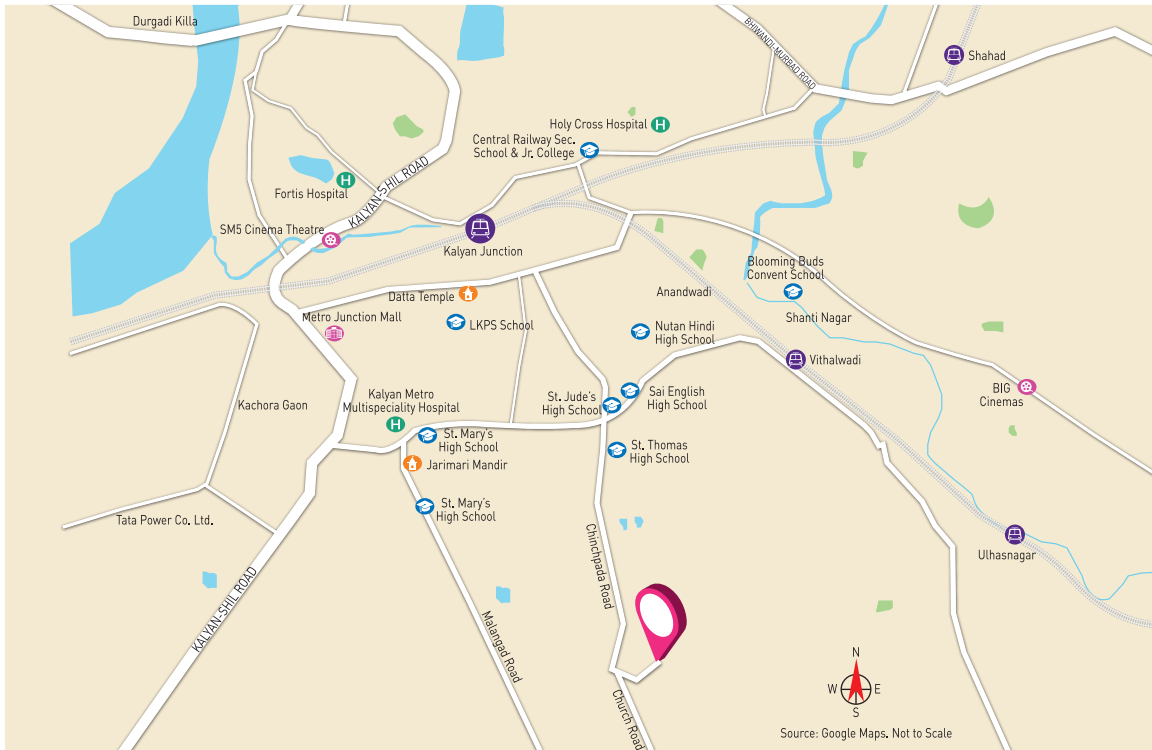 Durgadi Killa
BHIWANDI-MURBAD ROAD
Shahad
Holy Cross Hospital
H
Central Railway Sec.
School & Jr. College
Fortis Hospital
H
KALYAN-SHIL ROAD
SM5 Cinema Theatre
Kalyan Junction
Blooming Buds
Convent School
Anandwadi
Datta Temple
Metro Junction Mall
LKPS School
Shanti Nagar
Nutan Hindi
High School
Vithalwadi
BIG
Cinemas
Kachora Gaon
Kalyan Metro
Multispeciality Hospital
H
St. Jude's
High School
Sai English
High School
St. Mary's
High School
St. Thomas
High School
Jarimari Mandir
St. Mary's
High School
Tata Power Co. Ltd.
Ulhasnagar
KALYAN-SHIL ROAD
Chinchpada Road
Malangad Road
Church Road
N
W
E
S
Source: Google Maps. Not to Scale